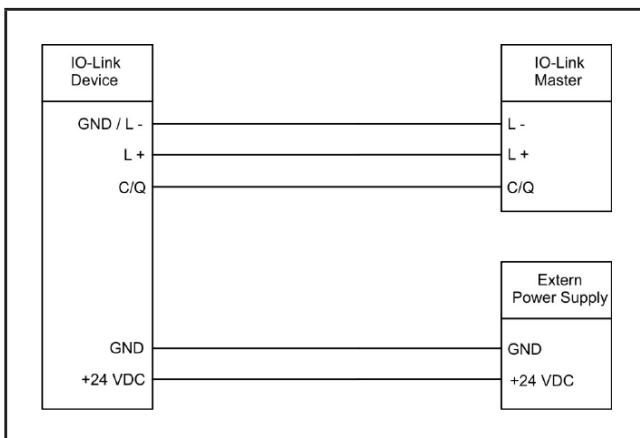 IO-Link
Device
GND / L -
L +
C/Q
GND
+24 VDC
IO-Link
Master
L -
L +
C/Q
Extern
Power Supply
GND
+24 VDC